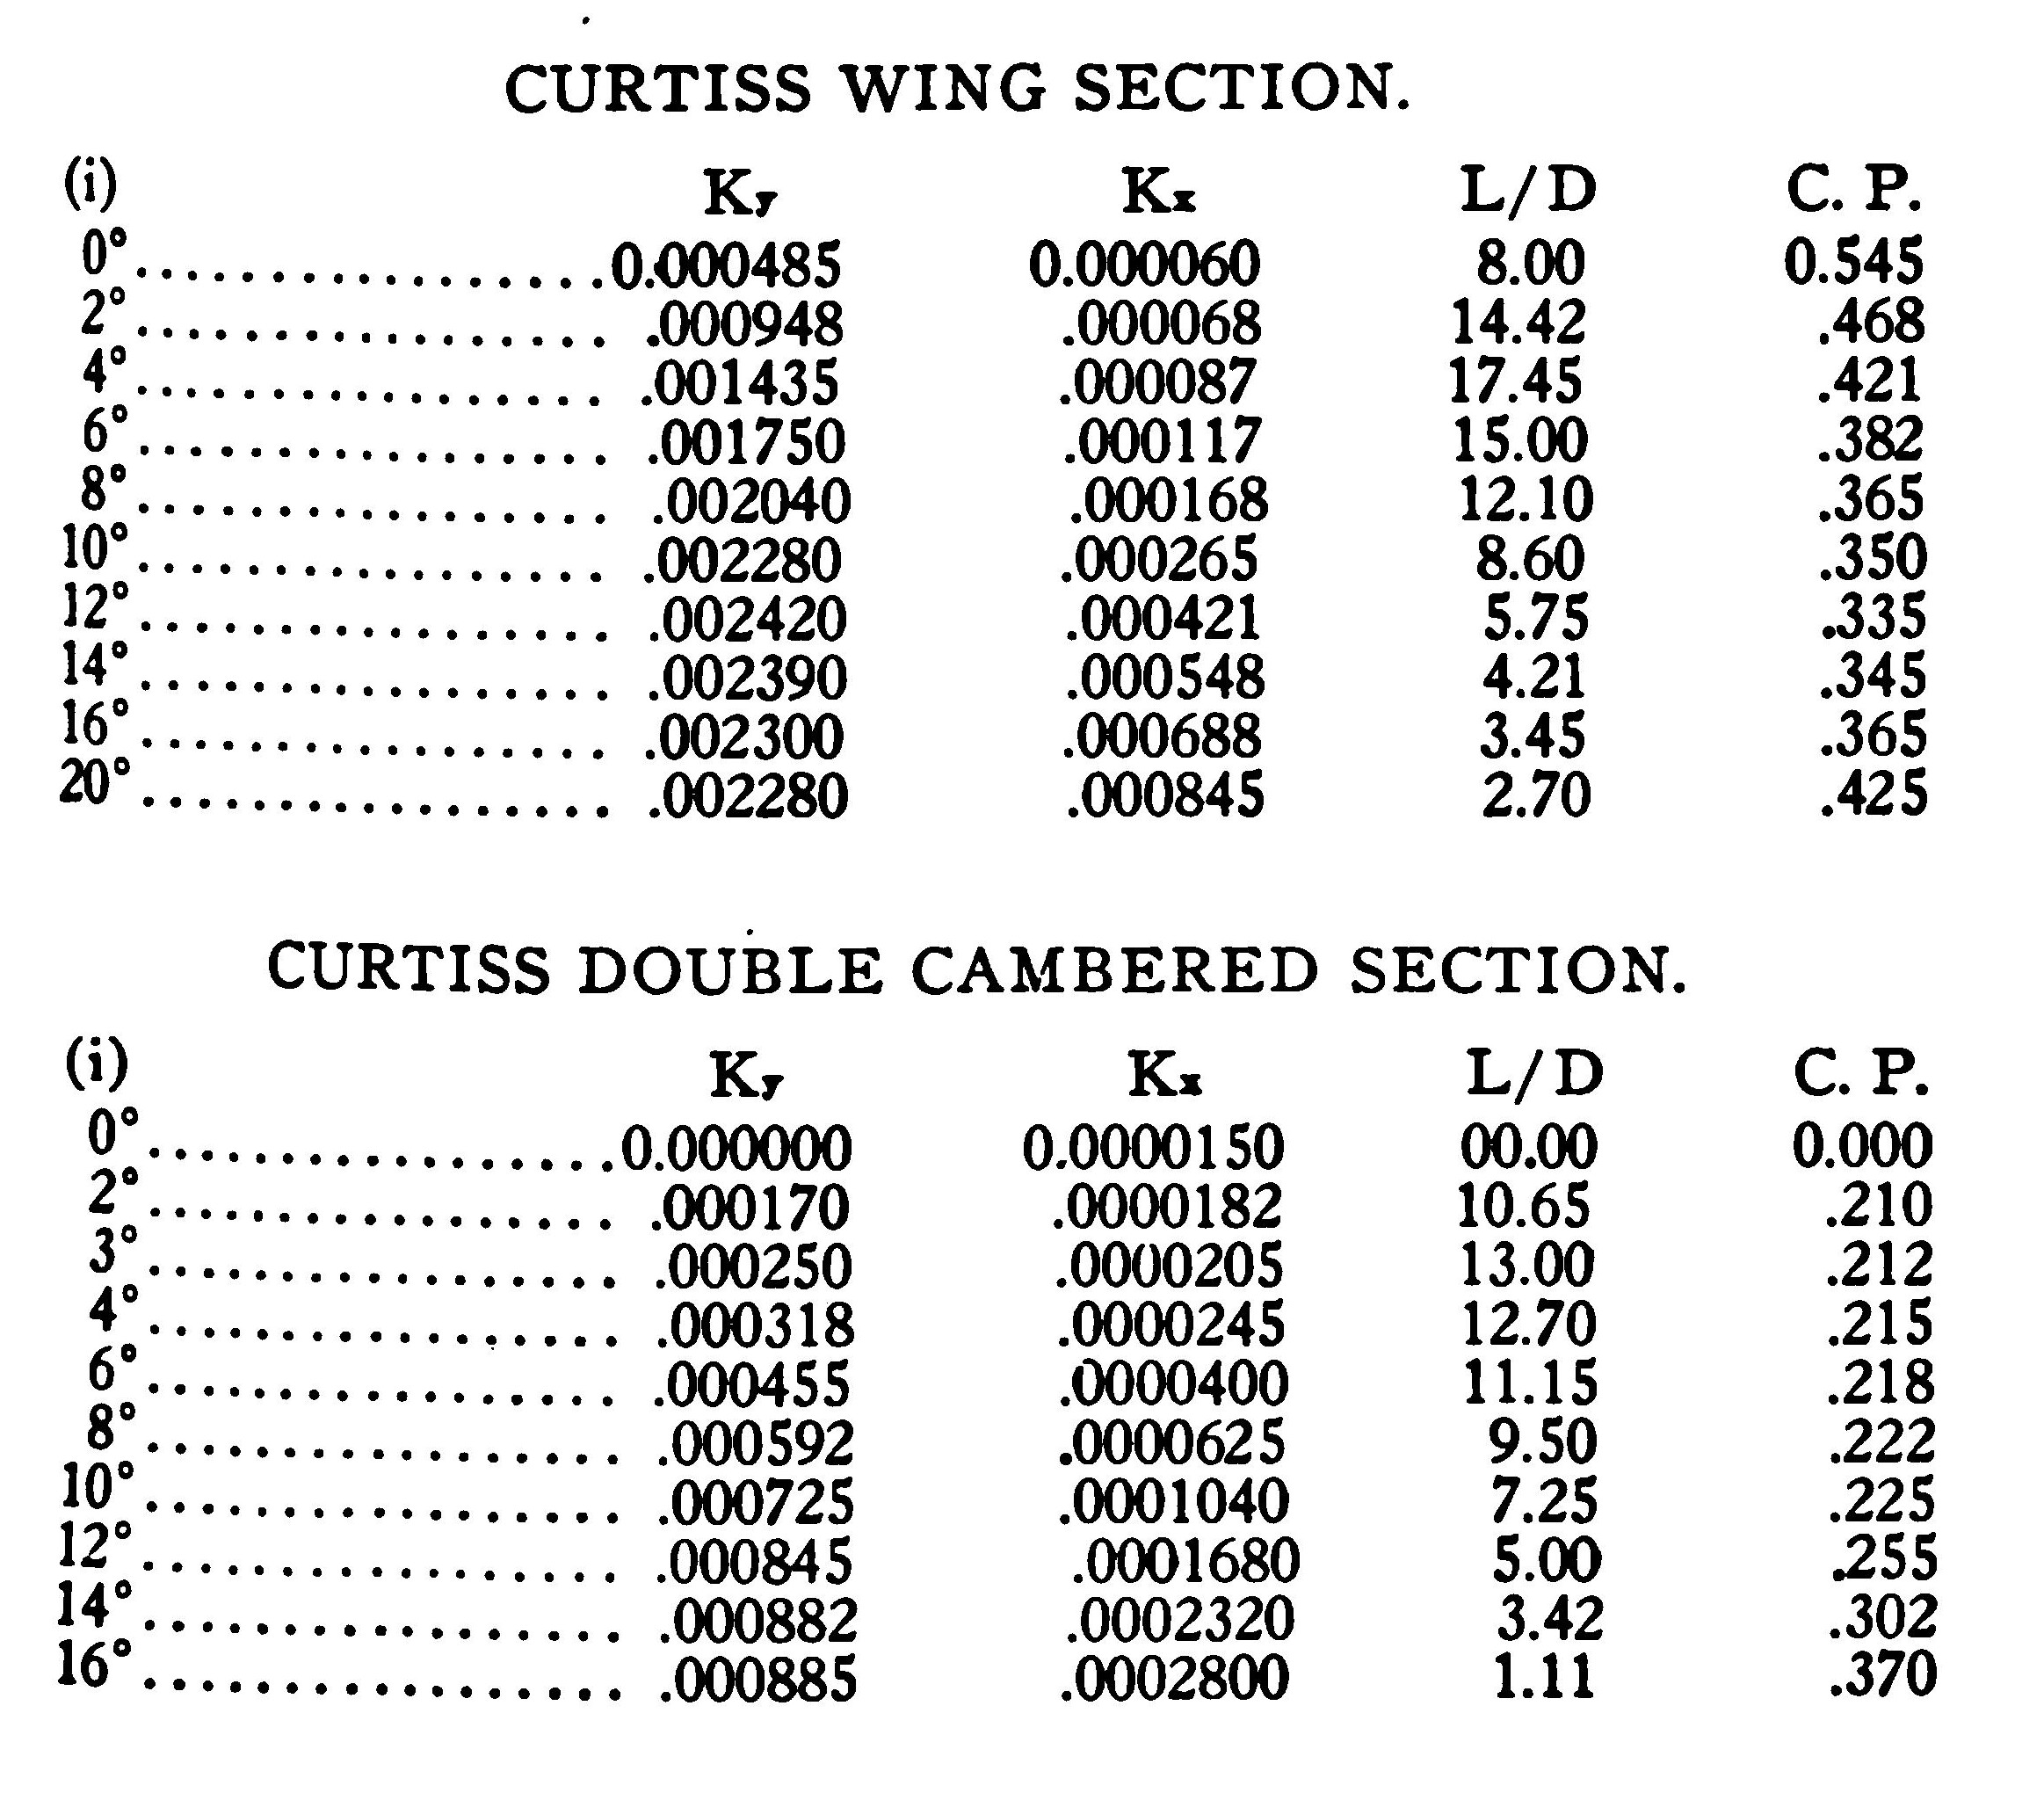 CURTISS WING SECTION.
(i) Ky Kx L/D C. P.
0°.................0.000485 0.000060 8.00 0.545
2°................. .000948 .000068 14.42 .468
4°................. .001435 .000087 17.45 .421
6°................. .001750 .000117 15.00 .382
8°................. .002040 .000168 12.10 .365
10°................. .002280 .000265 8.60 .350
12°................. .002420 .000421 5.75 .335
14°................. .002390 .000548 4.21 .345
16°................. .002300 .000688 3.45 .365
20°................. .002280 .000845 2.70 .425
CURTISS DOUBLE CAMBERED SECTION.
(i) Ky Kx L/D C. P.
0°.................0.000000 0.0000150 00.00 0.000
2°................. .000170 .0000182 10.65 .210
3°................. .000250 .0000205 13.00 .212
4°................. .000318 .0000245 12.70 .215
6°................. .000455 .0000400 11.15 .218
8°................. .000592 .0000625 9.50 .222
10°................. .000725 .0001040 7.25 .225
12°................. .000845 .0001680 5.00 .255
14°................. .000882 .0002320 3.42 .302
16°................. .000885 .0002800 1.11 .370